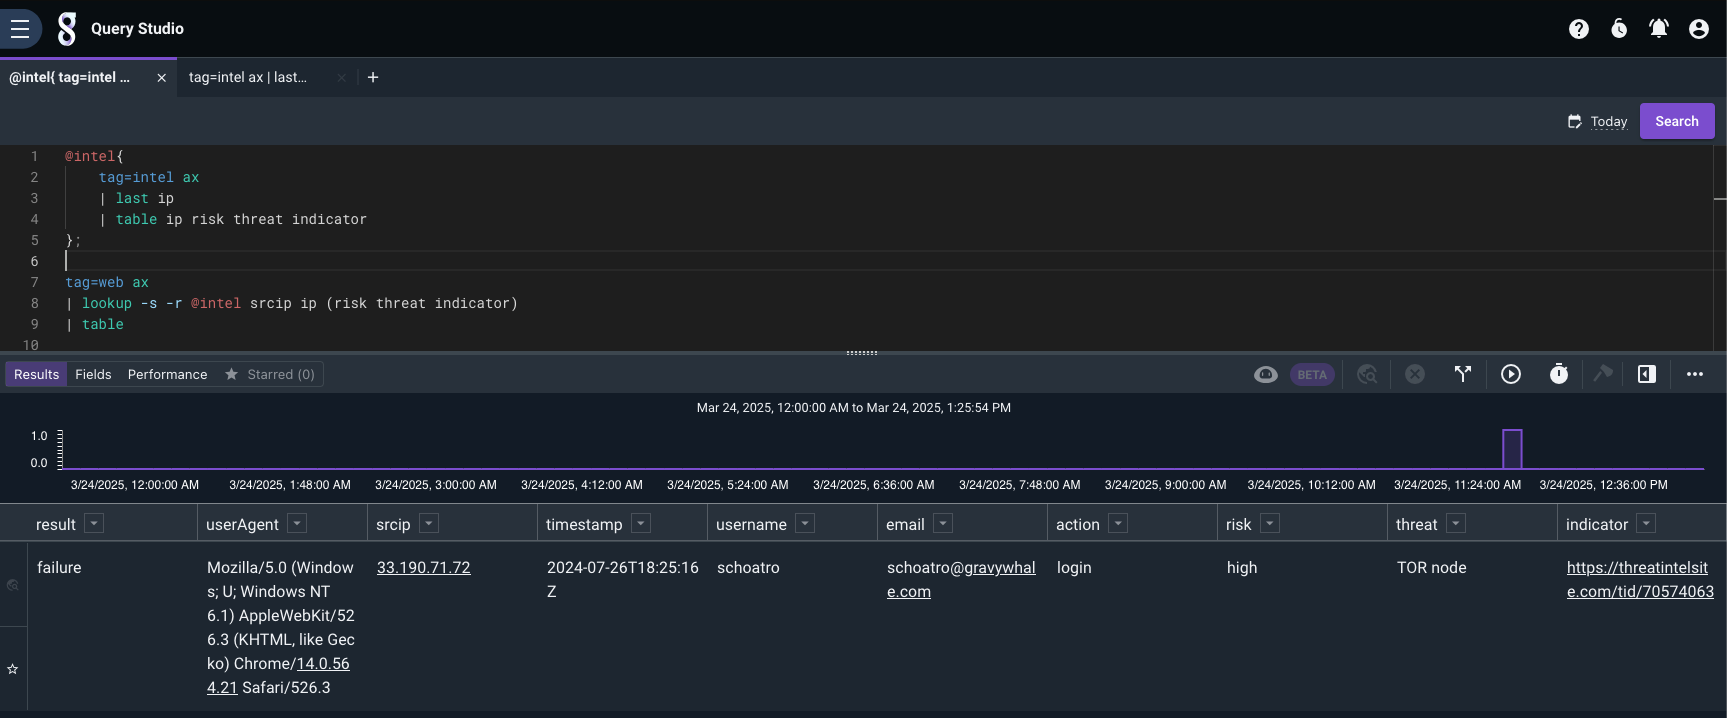 Query Studio
@intel{ tag=intel ...
tag=intel ax | last...
Today
Search
1 @intel{
2 tag=intel ax
3 | last ip
4 | table ip risk threat indicator
5 };
6
7 tag=web ax
8 | lookup -s -r @intel srcip ip (risk threat indicator)
9 | table
10
Results Fields Performance Starred (0)
BETA
Mar 24, 2025, 12:00:00 AM to Mar 24, 2025, 1:25:54 PM
1.0
0.0
3/24/2025, 12:00:00 AM 3/24/2025, 1:48:00 AM 3/24/2025, 3:00:00 AM 3/24/2025, 4:12:00 AM 3/24/2025, 5:24:00 AM 3/24/2025, 6:36:00 AM 3/24/2025, 7:48:00 AM 3/24/2025, 9:00:00 AM 3/24/2025, 10:12:00 AM 3/24/2025, 11:24:00 AM 3/24/2025, 12:36:00 PM
result userAgent srcip timestamp username email action risk threat indicator
failure
Mozilla/5.0 (Window
s; U; Windows NT
6.1) AppleWebKit/52
6.3 (KHTML, like Gec
ko) Chrome/14.0.56
4.21 Safari/526.3
33.190.71.72
2024-07-26T18:25:16
Z
schoatro
schoatro@gravywhal
e.com
login
high
TOR node
https://threatintelsit
e.com/tid/70574063